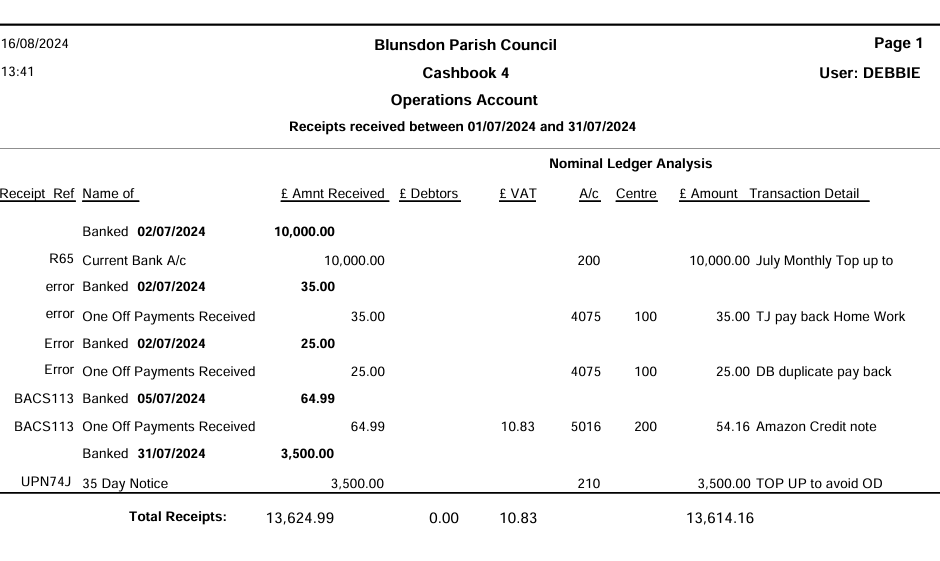 16/08/2024 Blunsdon Parish Council Page 1
13:41 Cashbook 4 User: DEBBIE
Operations Account
Receipts received between 01/07/2024 and 31/07/2024
Nominal Ledger Analysis
Receipt Ref Name of £ Amnt Received £ Debtors £ VAT A/c Centre £ Amount Transaction Detail
Banked 02/07/2024 10,000.00
R65 Current Bank A/c 10,000.00 200 10,000.00 July Monthly Top up to
error Banked 02/07/2024 35.00
error One Off Payments Received 35.00 4075 100 35.00 TJ pay back Home Work
Error Banked 02/07/2024 25.00
Error One Off Payments Received 25.00 4075 100 25.00 DB duplicate pay back
BACS113 Banked 05/07/2024 64.99
BACS113 One Off Payments Received 64.99 10.83 5016 200 54.16 Amazon Credit note
Banked 31/07/2024 3,500.00
UPN74J 35 Day Notice 3,500.00 210 3,500.00 TOP UP to avoid OD
Total Receipts: 13,624.99 0.00 10.83 13,614.16